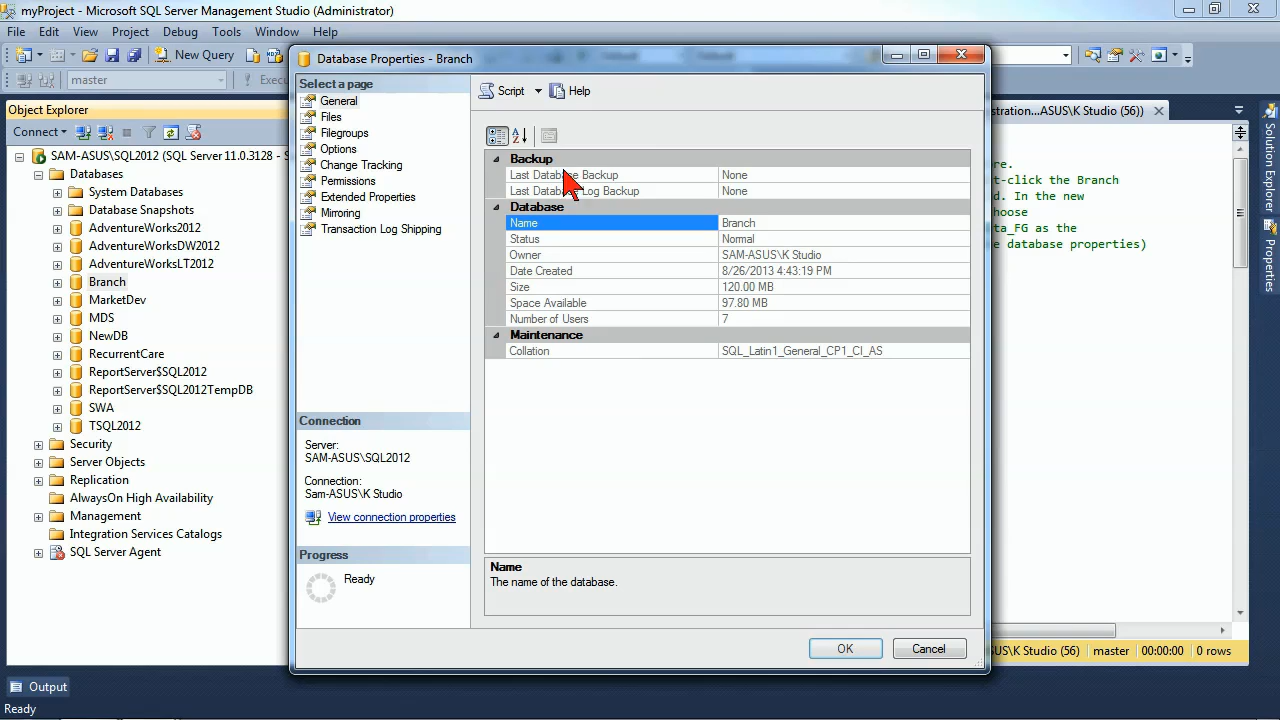 myProject - Microsoft SQL Server Management Studio (Administrator)
File Edit View Project Debug Tools Window Help
New Query
master
Execu
Object Explorer
Connect
SAM-ASUS\SQL2012 (SQL Server 11.0.3128 -
Databases
System Databases
Database Snapshots
AdventureWorks2012
AdventureWorksDW2012
AdventureWorksLT2012
Branch
MarketDev
MDS
NewDB
RecurrentCare
ReportServer$SQL2012
ReportServer$SQL2012TempDB
SWA
TSQL2012
Security
Server Objects
Replication
AlwaysOn High Availability
Management
Integration Services Catalogs
SQL Server Agent
Output
Ready
Database Properties - Branch
Select a page
General
Files
Filegroups
Options
Change Tracking
Permissions
Extended Properties
Mirroring
Transaction Log Shipping
Connection
Server:
SAM-ASUS\SQL2012
Connection:
Sam-ASUS\K Studio
View connection properties
Progress
Ready
Script Help
Backup
Last Database Backup None
Last Database Log Backup None
Database
Name Branch
Status Normal
Owner SAM-ASUS\K Studio
Date Created 8/26/2013 4:43:19 PM
Size 120.00 MB
Space Available 97.80 MB
Number of Users 7
Maintenance
Collation SQL_Latin1_General_CP1_CI_AS
Name
The name of the database.
OK Cancel
istration...ASUS\K Studio (56))
re.
t-click the Branch
d. In the new
hoose
ta_FG as the
e database properties)
SUS\K Studio (56) master 00:00:00 0 rows
Solution Explorer
Properties